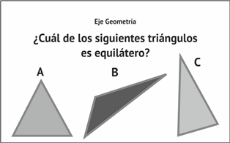 Eje Geometría
¿Cuál de los siguientes triángulos
es equilátero?
A
B
C